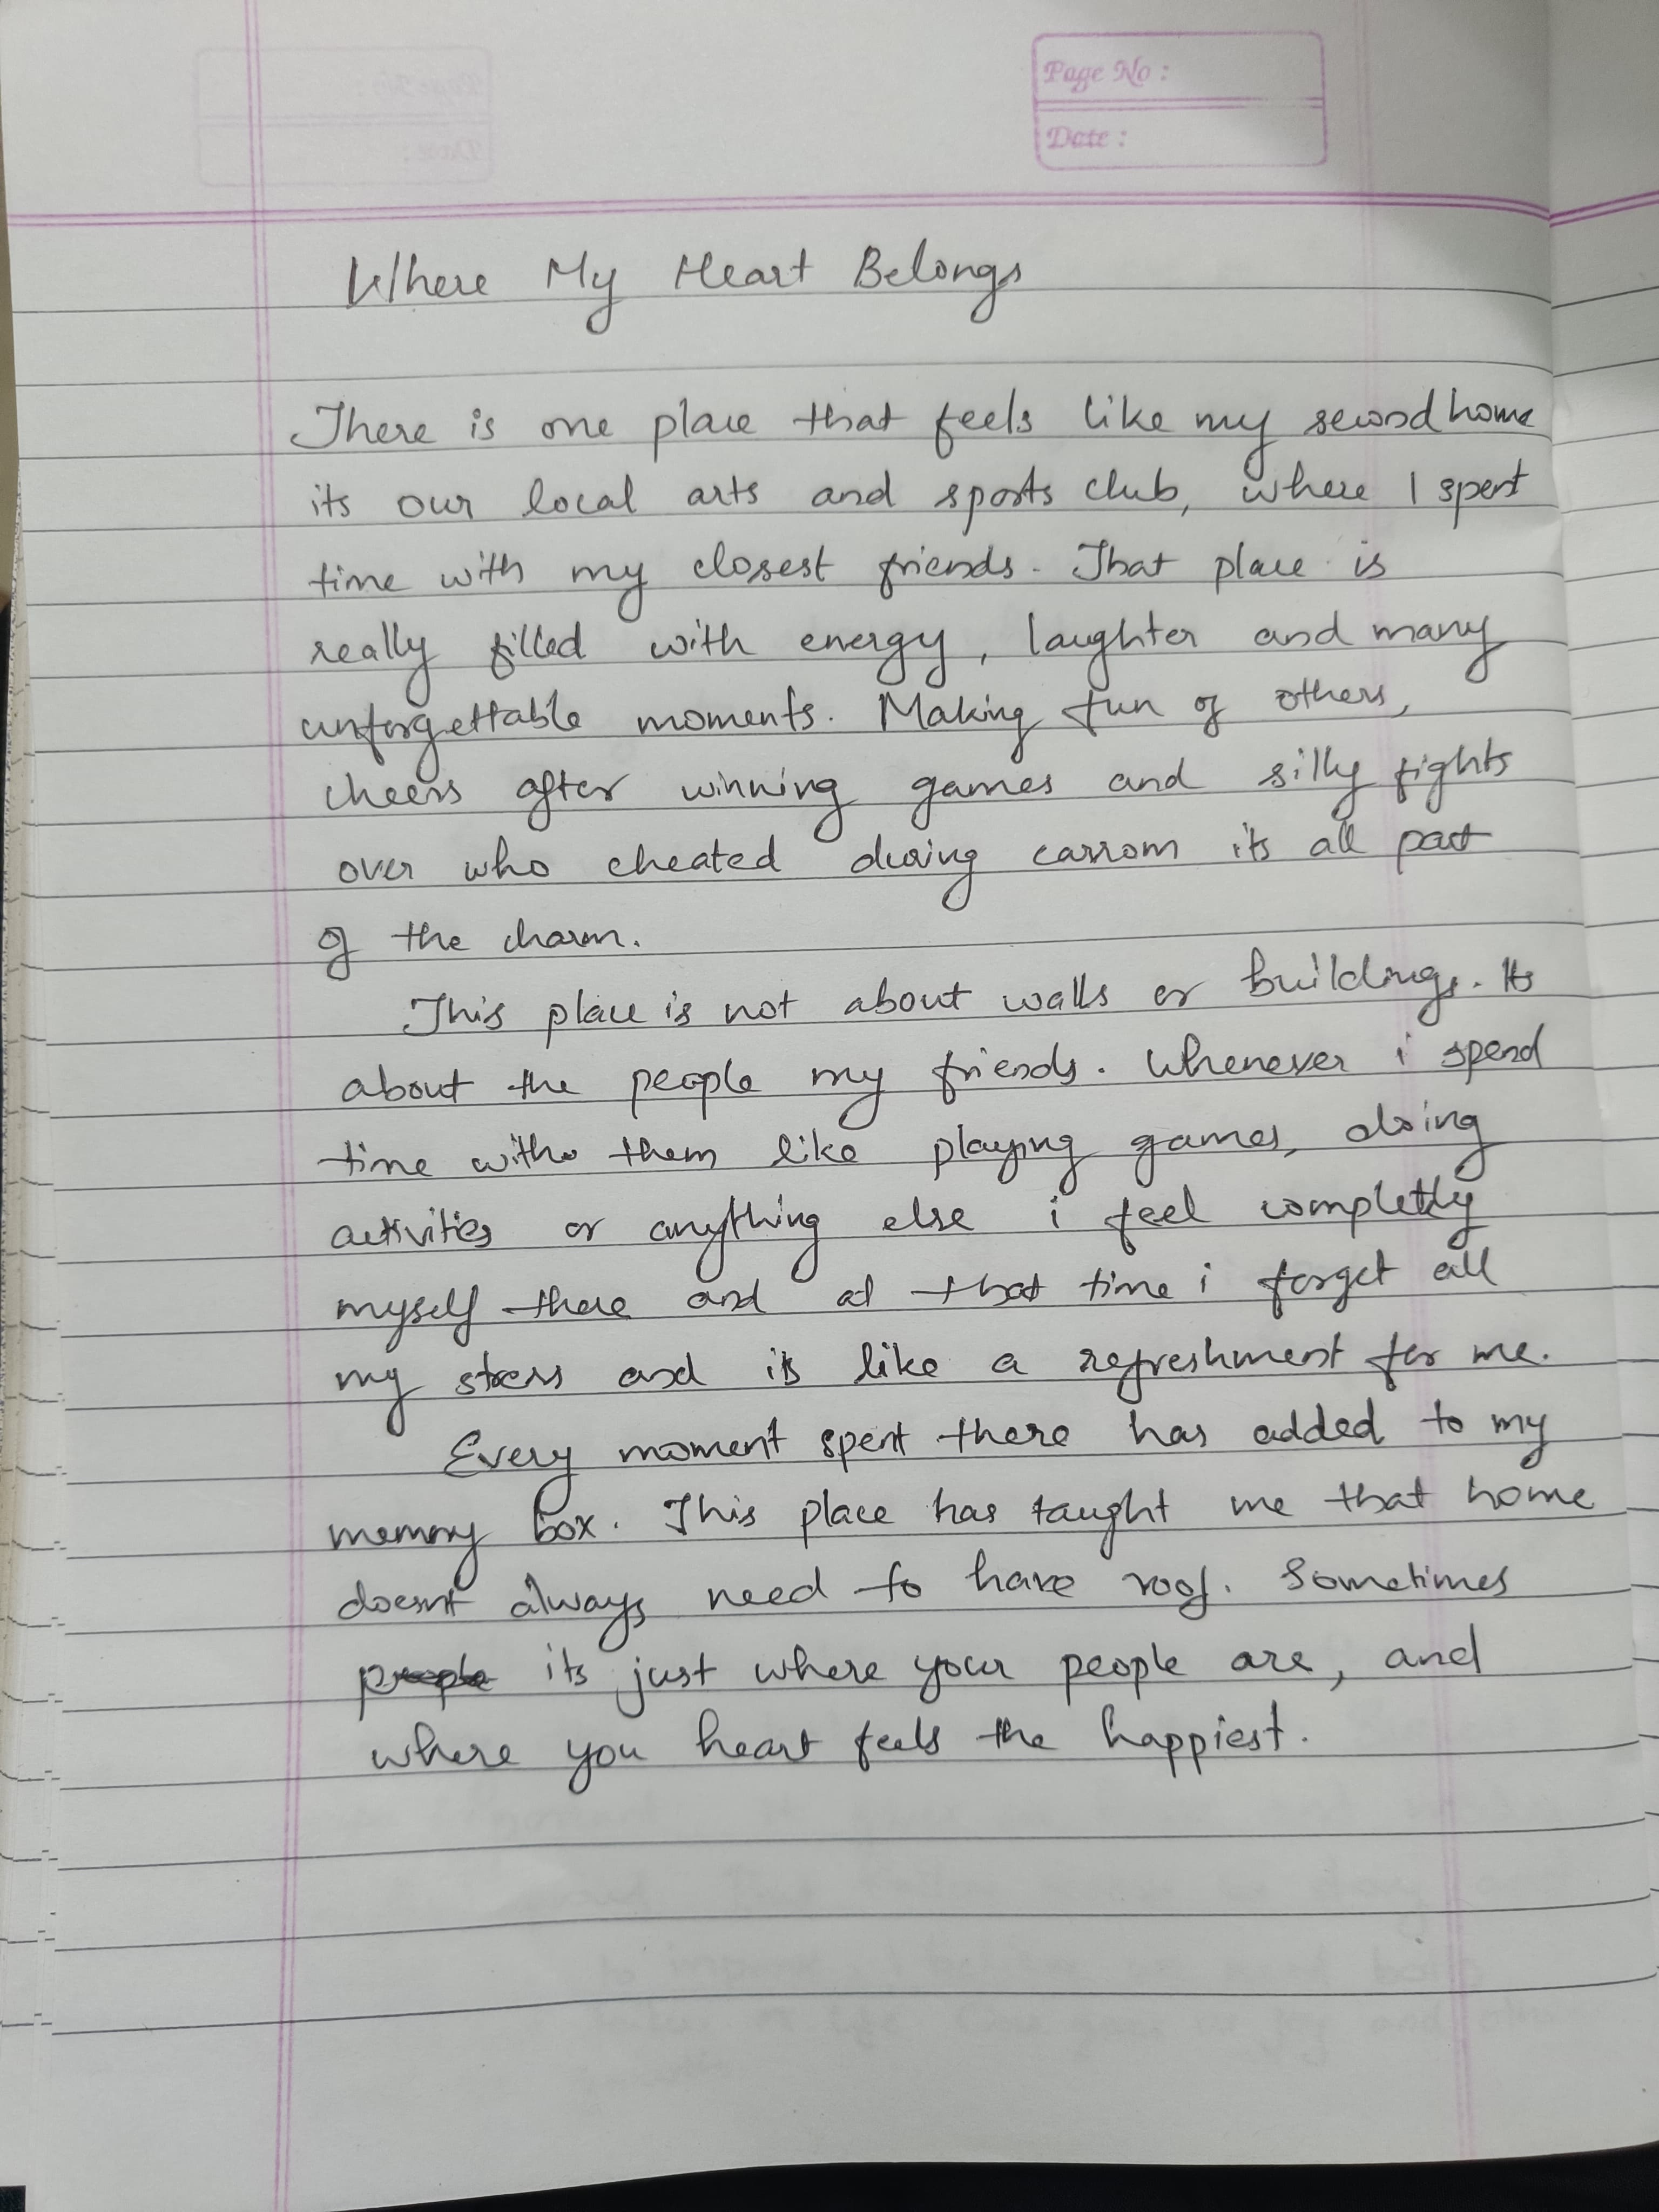 Page No :
Date :
Where My Heart Belongs
There is one place that feels like my second home
its our local arts and sports club, where I spent
time with my closest friends. That place is
really filled with energy, laughter and many
unforgettable moments. Making fun of others,
cheers after winning games and silly fights
over who cheated during carrom its all part
of the charm.
This place is not about walls or buildings. Its
about the people my friends. Whenever i spend
time with them like playing games, doing
activities or anything else i feel completly
myself there and at that time i forget all
my stress and its like a refreshment for me.
Every moment spent there has added to my
memory box. This place has taught me that home
doesnt always need to have roof. Sometimes
its just where your people are, and
where you heart feels the happiest.